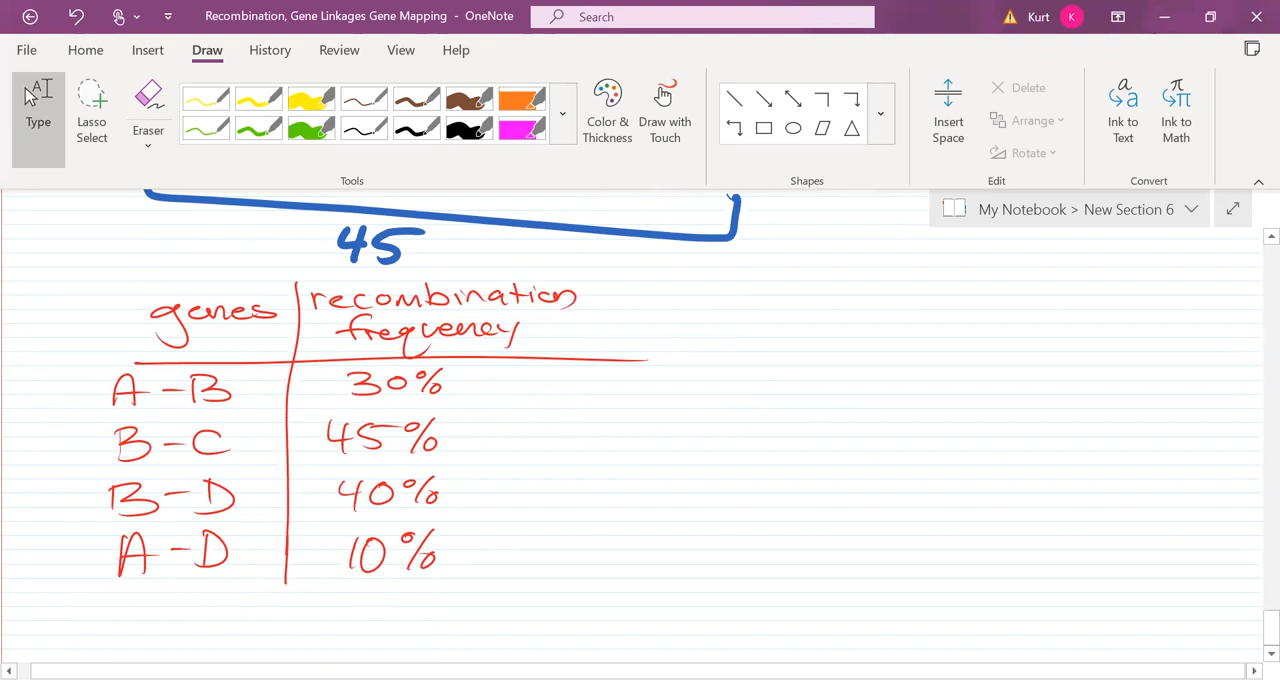 Recombination, Gene Linkages Gene Mapping - OneNote
Search
Kurt
K
File Home Insert Draw History Review View Help
Type
Lasso Select
Eraser
Color & Thickness
Draw with Touch
Insert Space
Delete
Arrange
Rotate
Ink to Text
Ink to Math
Tools
Shapes
Edit
Convert
My Notebook > New Section 6
45
genes recombination frequency
A - B 30%
B - C 45%
B - D 40%
A - D 10%